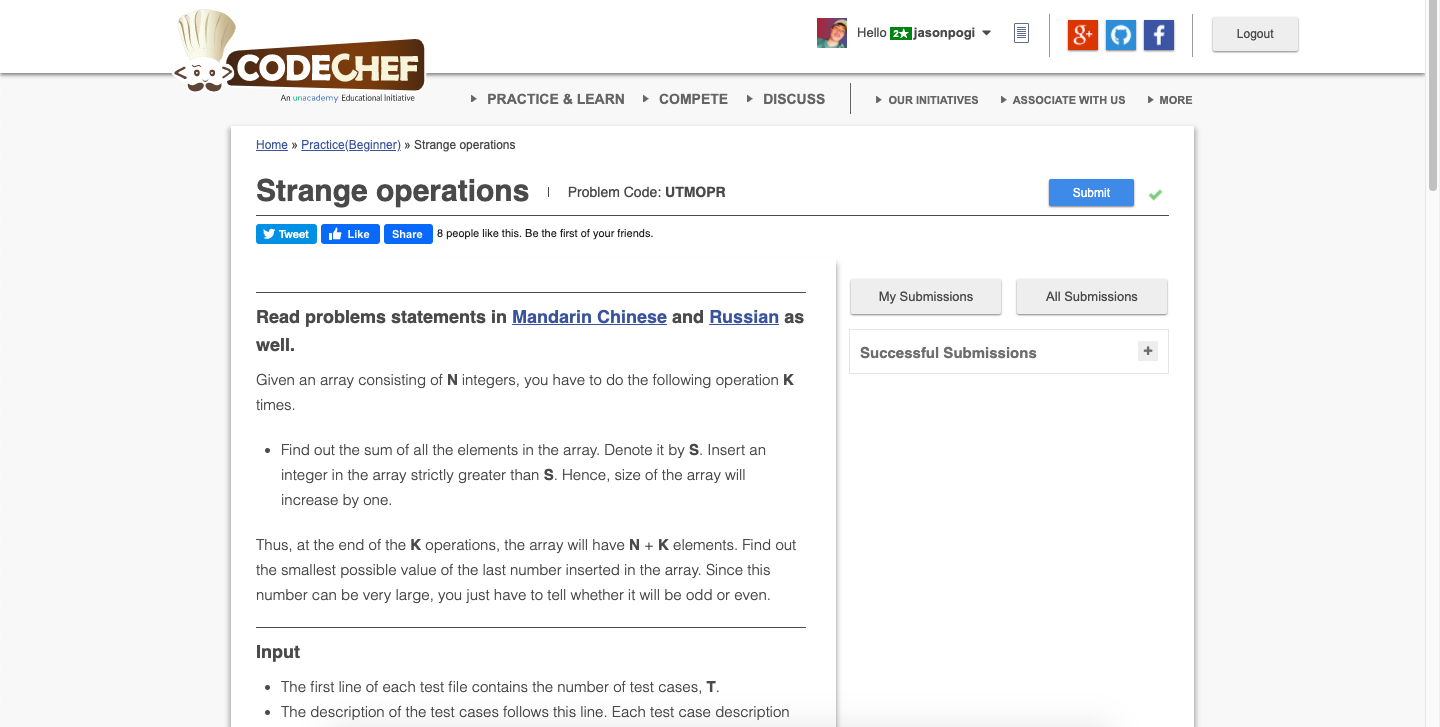 Hello 2★ jasonpogi
Logout
CODECHEF
An unacademy Educational Initiative
PRACTICE & LEARN COMPETE DISCUSS OUR INITIATIVES ASSOCIATE WITH US MORE
Home » Practice(Beginner) » Strange operations
Strange operations | Problem Code: UTMOPR
Submit
Tweet Like Share 8 people like this. Be the first of your friends.
My Submissions All Submissions
Successful Submissions +
Read problems statements in Mandarin Chinese and Russian as
well.
Given an array consisting of N integers, you have to do the following operation K
times.
• Find out the sum of all the elements in the array. Denote it by S. Insert an
integer in the array strictly greater than S. Hence, size of the array will
increase by one.
Thus, at the end of the K operations, the array will have N + K elements. Find out
the smallest possible value of the last number inserted in the array. Since this
number can be very large, you just have to tell whether it will be odd or even.
Input
• The first line of each test file contains the number of test cases, T.
• The description of the test cases follows this line. Each test case description